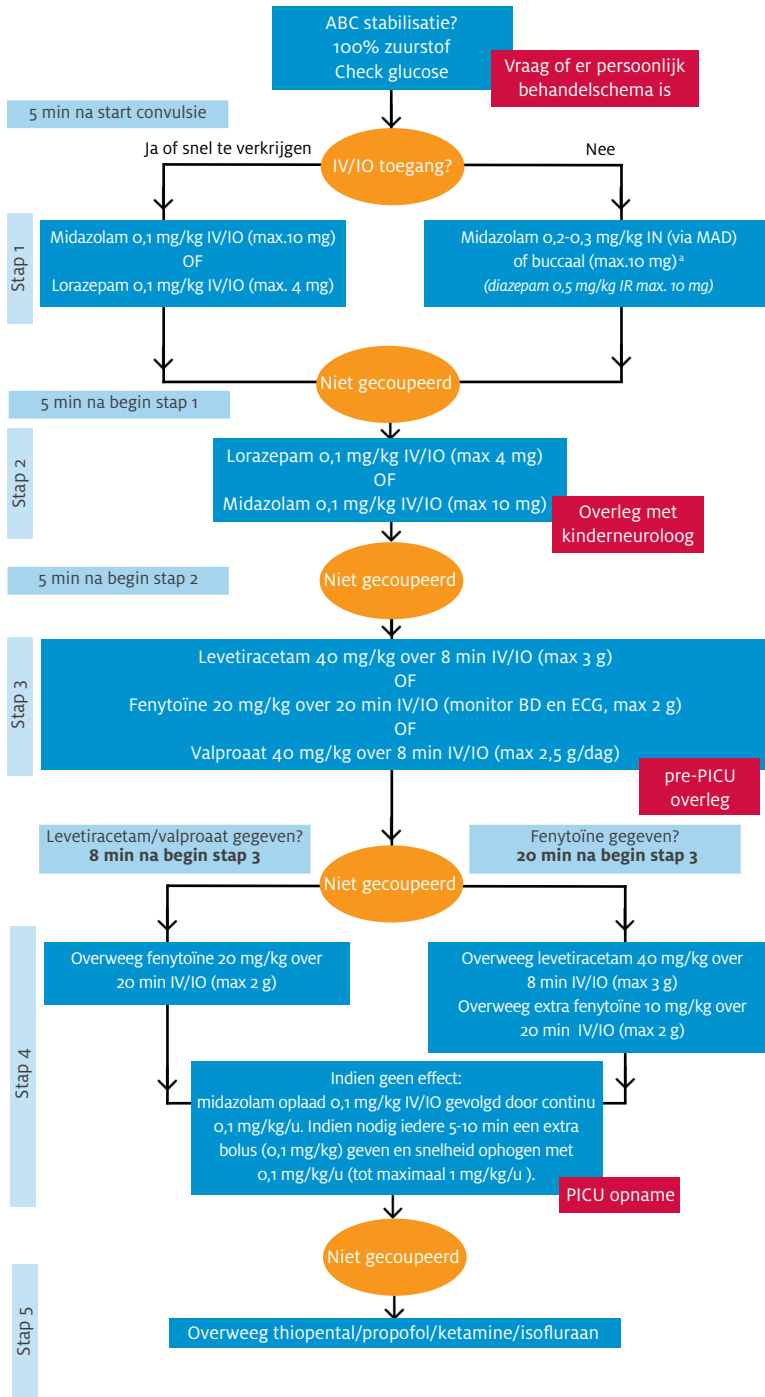 ABC stabilisatie?
100% zuurstof
Check glucose
Vraag of er persoonlijk
behandelschema is
5 min na start convulsie
Ja of snel te verkrijgen
IV/IO toegang?
Nee
Stap 1
Midazolam 0,1 mg/kg IV/IO (max.10 mg)
OF
Lorazepam 0,1 mg/kg IV/IO (max. 4 mg)
Midazolam 0,2-0,3 mg/kg IN (via MAD)
of buccaal (max.10 mg) a
(diazepam 0,5 mg/kg IR max. 10 mg)
Niet gecoupeerd
5 min na begin stap 1
Stap 2
Lorazepam 0,1 mg/kg IV/IO (max 4 mg)
OF
Midazolam 0,1 mg/kg IV/IO (max 10 mg)
Overleg met
kinderneuroloog
5 min na begin stap 2
Niet gecoupeerd
Stap 3
Levetiracetam 40 mg/kg over 8 min IV/IO (max 3 g)
OF
Fenytoïne 20 mg/kg over 20 min IV/IO (monitor BD en ECG, max 2 g)
OF
Valproaat 40 mg/kg over 8 min IV/IO (max 2,5 g/dag)
pre-PICU
overleg
Levetiracetam/valproaat gegeven?
8 min na begin stap 3
Fenytoïne gegeven?
20 min na begin stap 3
Niet gecoupeerd
Stap 4
Overweeg fenytoïne 20 mg/kg over
20 min IV/IO (max 2 g)
Overweeg levetiracetam 40 mg/kg over
8 min IV/IO (max 3 g)
Overweeg extra fenytoïne 10 mg/kg over
20 min IV/IO (max 2 g)
Indien geen effect:
midazolam oplaad 0,1 mg/kg IV/IO gevolgd door continu
0,1 mg/kg/u. Indien nodig iedere 5-10 min een extra
bolus (0,1 mg/kg) geven en snelheid ophogen met
0,1 mg/kg/u (tot maximaal 1 mg/kg/u ).
PICU opname
Niet gecoupeerd
Stap 5
Overweeg thiopental/propofol/ketamine/isofluraan